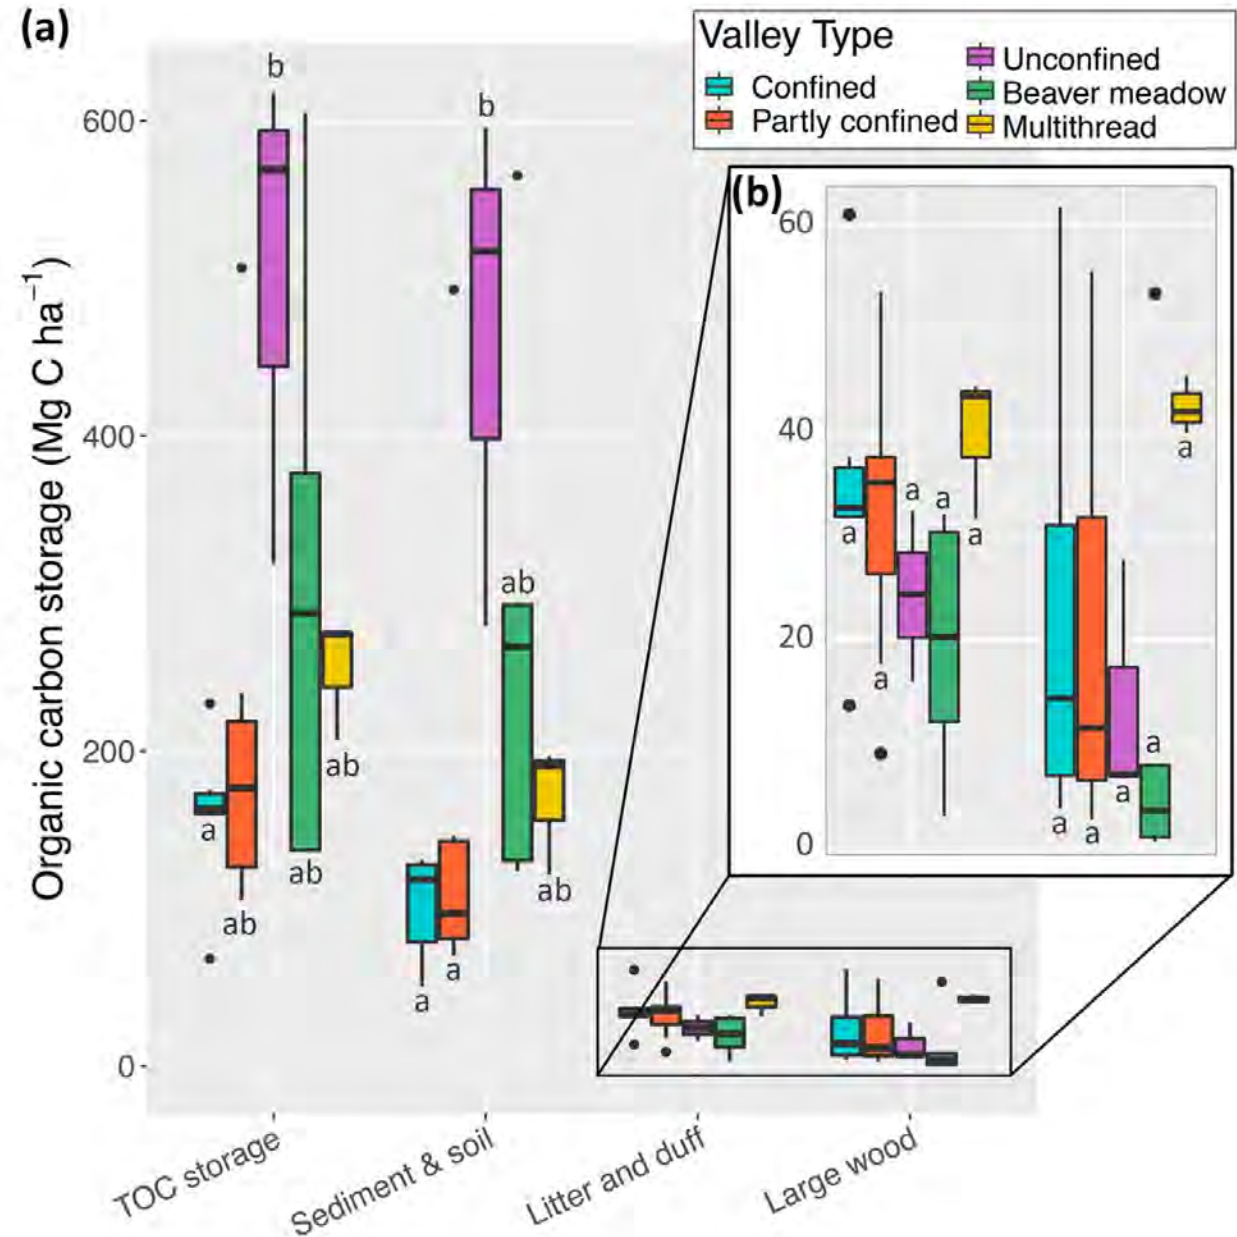 (a)
Valley Type
Confined
Partly confined
Unconfined
Beaver meadow
Multithread
Organic carbon storage (Mg C ha⁻¹)
600
400
200
0
b
b
a
ab
ab
ab
a
a
ab
ab
(b)
60
40
20
0
a
a
a
a
a
a
a
a
a
a
TOC storage
Sediment & soil
Litter and duff
Large wood